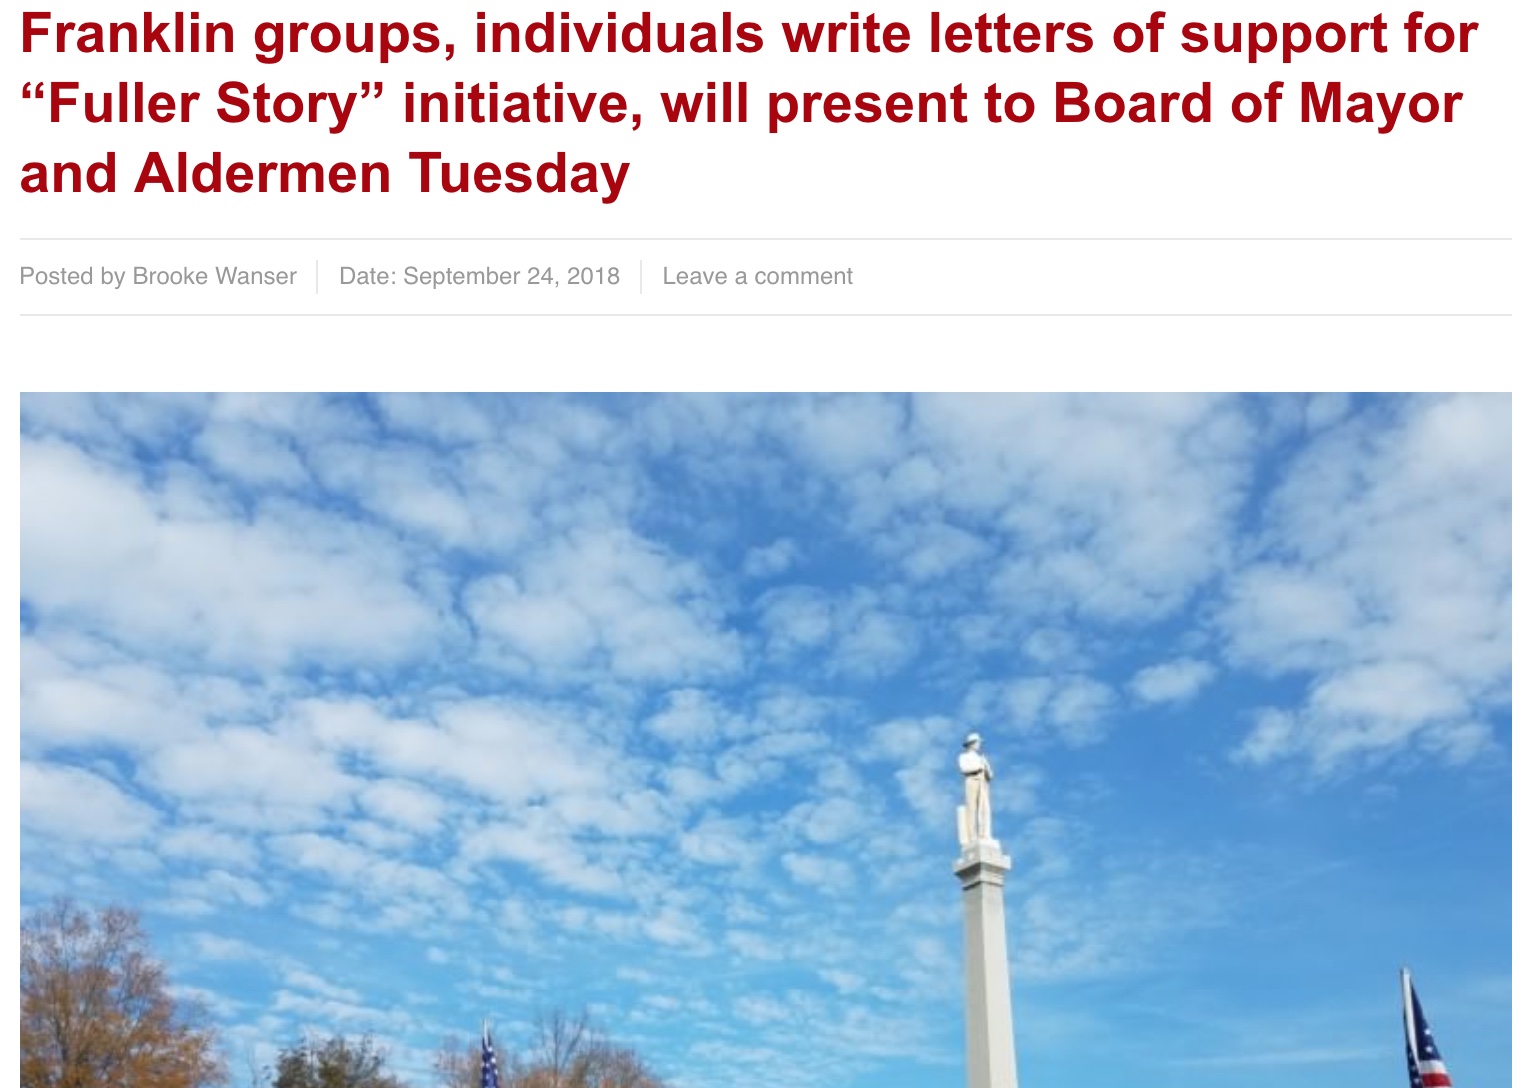 Franklin groups, individuals write letters of support for
“Fuller Story” initiative, will present to Board of Mayor
and Aldermen Tuesday
Posted by Brooke Wanser
Date: September 24, 2018
Leave a comment